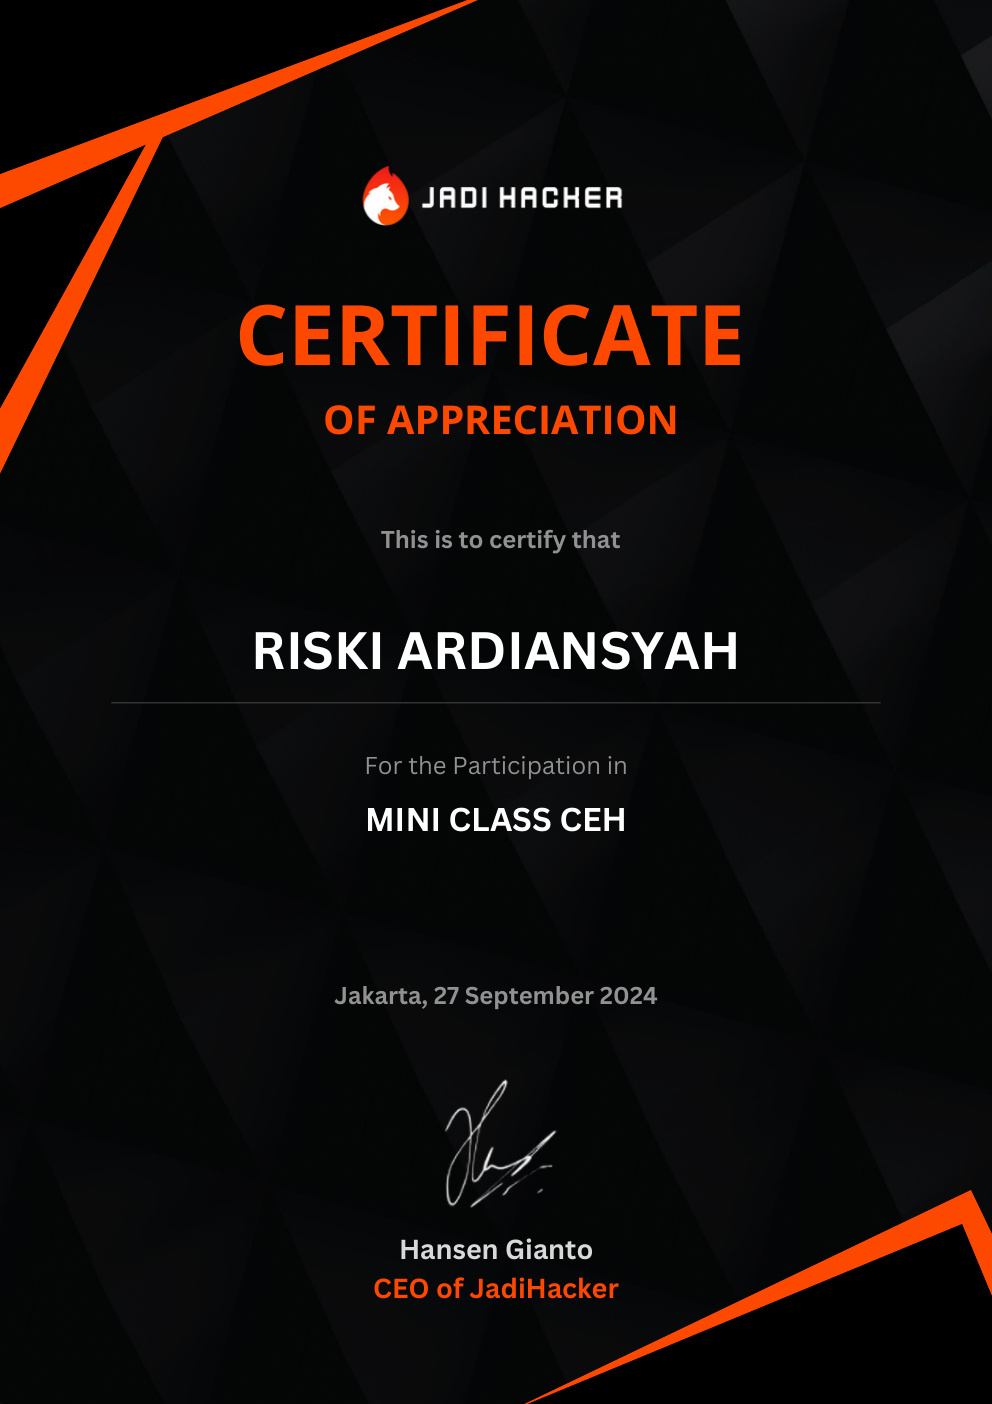 JADI HACKER
CERTIFICATE
OF APPRECIATION
This is to certify that
RISKI ARDIANSYAH
For the Participation in
MINI CLASS CEH
Jakarta, 27 September 2024
Hansen Gianto
CEO of JadiHacker